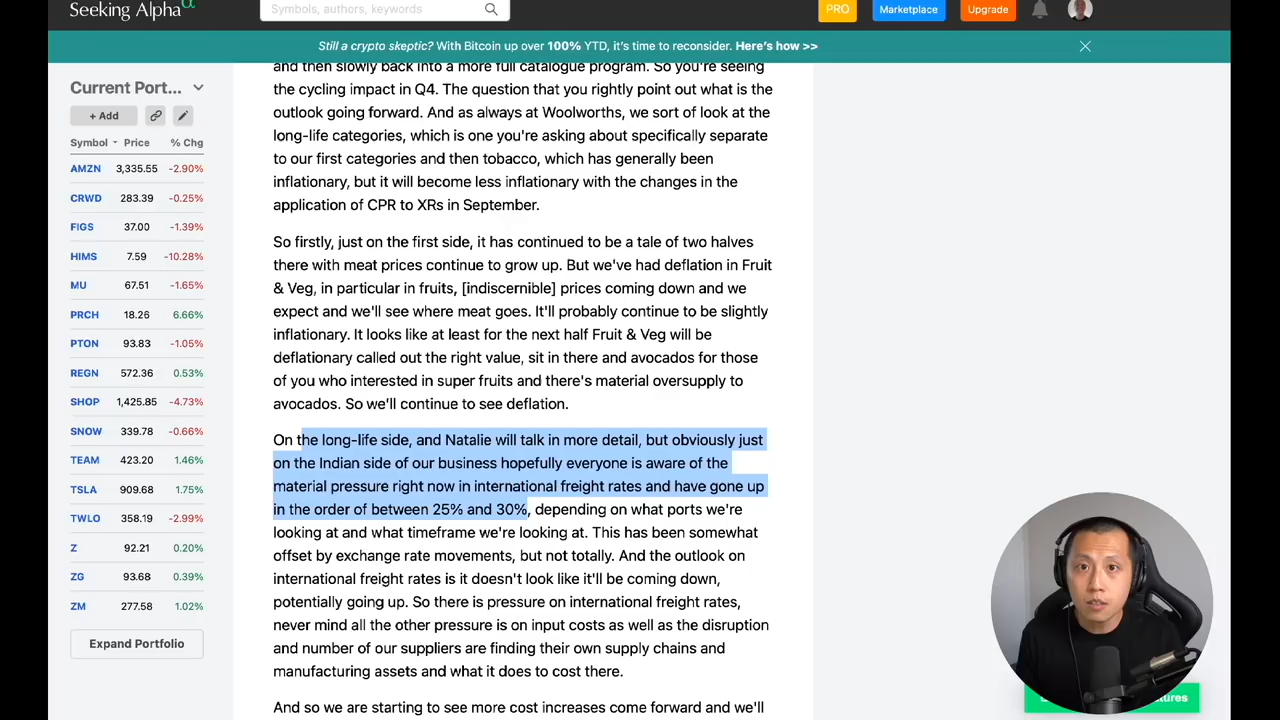 Seeking Alpha α
Symbols, authors, keywords
PRO
Marketplace
Upgrade
Still a crypto skeptic? With Bitcoin up over 100% YTD, it's time to reconsider. Here's how >>
Current Port...
+ Add
Symbol Price % Chg
AMZN 3,335.55 -2.90%
CRWD 283.39 -0.25%
FIGS 37.00 -1.39%
HIMS 7.59 -10.28%
MU 67.51 -1.65%
PRCH 18.26 6.66%
PTON 93.83 -1.05%
REGN 572.36 0.53%
SHOP 1,425.85 -4.73%
SNOW 339.78 -0.66%
TEAM 423.20 1.46%
TSLA 909.68 1.75%
TWLO 358.19 -2.99%
Z 92.21 0.20%
ZG 93.68 0.39%
ZM 277.58 1.02%
Expand Portfolio
and then slowly back into a more full catalogue program. So you're seeing
the cycling impact in Q4. The question that you rightly point out what is the
outlook going forward. And as always at Woolworths, we sort of look at the
long-life categories, which is one you're asking about specifically separate
to our first categories and then tobacco, which has generally been
inflationary, but it will become less inflationary with the changes in the
application of CPR to XRs in September.
So firstly, just on the first side, it has continued to be a tale of two halves
there with meat prices continue to grow up. But we've had deflation in Fruit
& Veg, in particular in fruits, [indiscernible] prices coming down and we
expect and we'll see where meat goes. It'll probably continue to be slightly
inflationary. It looks like at least for the next half Fruit & Veg will be
deflationary called out the right value, sit in there and avocados for those
of you who interested in super fruits and there's material oversupply to
avocados. So we'll continue to see deflation.
On the long-life side, and Natalie will talk in more detail, but obviously just
on the Indian side of our business hopefully everyone is aware of the
material pressure right now in international freight rates and have gone up
in the order of between 25% and 30%, depending on what ports we're
looking at and what timeframe we're looking at. This has been somewhat
offset by exchange rate movements, but not totally. And the outlook on
international freight rates is it doesn't look like it'll be coming down,
potentially going up. So there is pressure on international freight rates,
never mind all the other pressure is on input costs as well as the disruption
and number of our suppliers are finding their own supply chains and
manufacturing assets and what it does to cost there.
And so we are starting to see more cost increases come forward and we'll